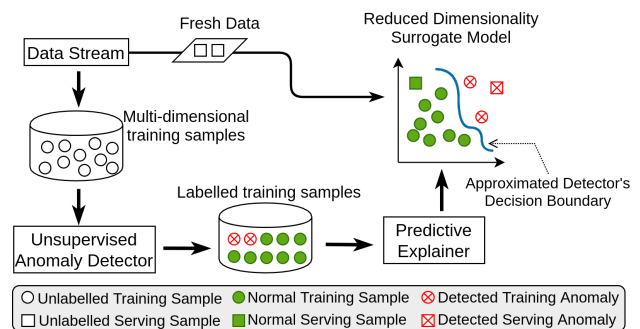 Fresh Data
Reduced Dimensionality
Surrogate Model
Data Stream
Multi-dimensional
training samples
Labelled training samples
Approximated Detector's
Decision Boundary
Unsupervised
Anomaly Detector
Predictive
Explainer
Unlabelled Training Sample
Normal Training Sample
Detected Training Anomaly
Unlabelled Serving Sample
Normal Serving Sample
Detected Serving Anomaly